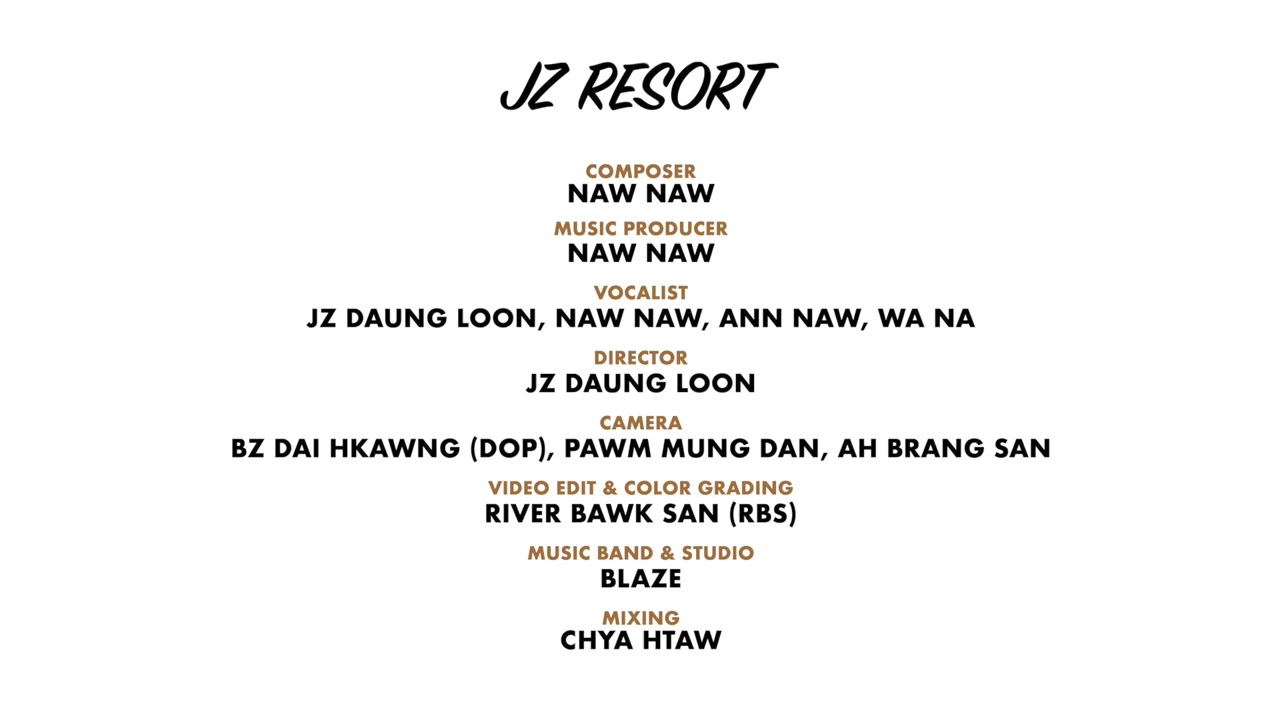 JZ RESORT
COMPOSER
NAW NAW
MUSIC PRODUCER
NAW NAW
VOCALIST
JZ DAUNG LOON, NAW NAW, ANN NAW, WA NA
DIRECTOR
JZ DAUNG LOON
CAMERA
BZ DAI HKAWNG (DOP), PAWM MUNG DAN, AH BRANG SAN
VIDEO EDIT & COLOR GRADING
RIVER BAWK SAN (RBS)
MUSIC BAND & STUDIO
BLAZE
MIXING
CHYA HTAW